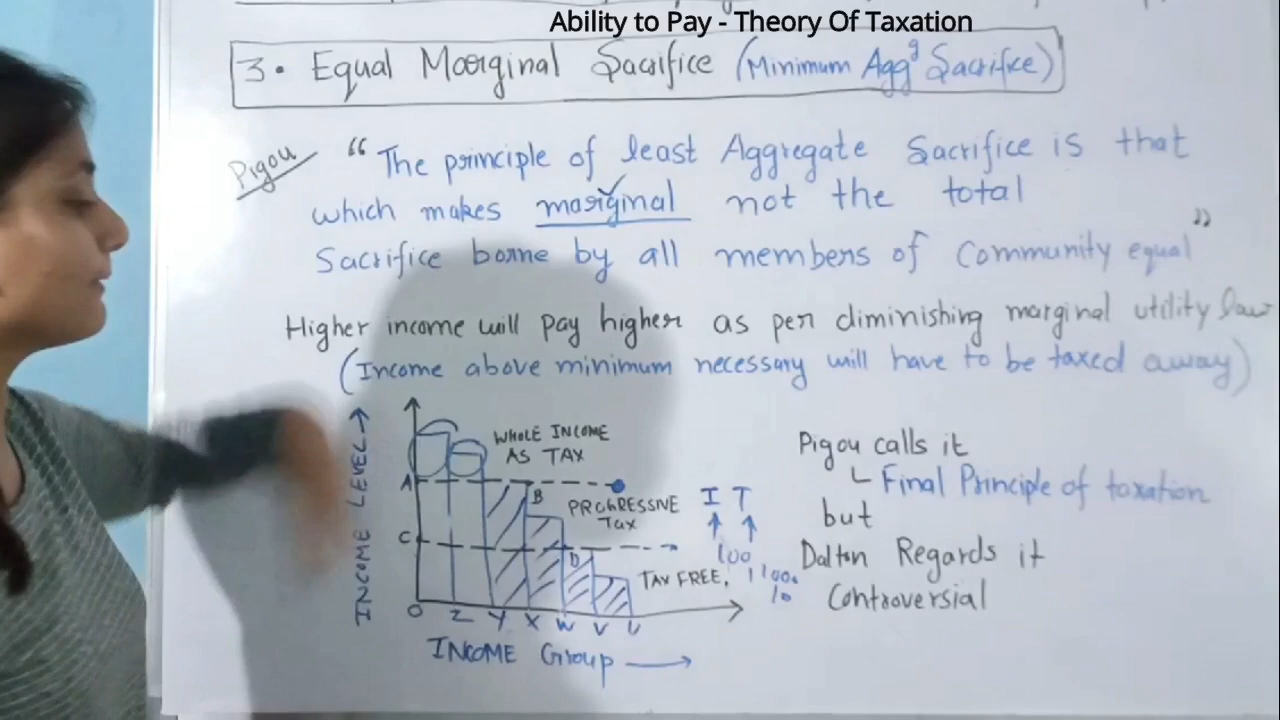 Ability to Pay - Theory Of Taxation
3. Equal Marginal Sacrifice (Minimum Aggg Sacrifice)
Pigou
"The principle of least Aggregate Sacrifice is that
which makes marginal not the total
Sacrifice borne by all members of Community equal"
Higher income will pay higher as per diminishing marginal utility law
(Income above minimum necessary will have to be taxed away)
INCOME LEVEL →
WHOLE INCOME
AS TAX
A
B
PROGRESSIVE
Tax
C
D
TAX FREE.
O Z Y X W V U
INCOME Group →
I T
↑ ↑
100
1100
10
Pigou calls it
Final Principle of taxation
but
Dalton Regards it
Controversial